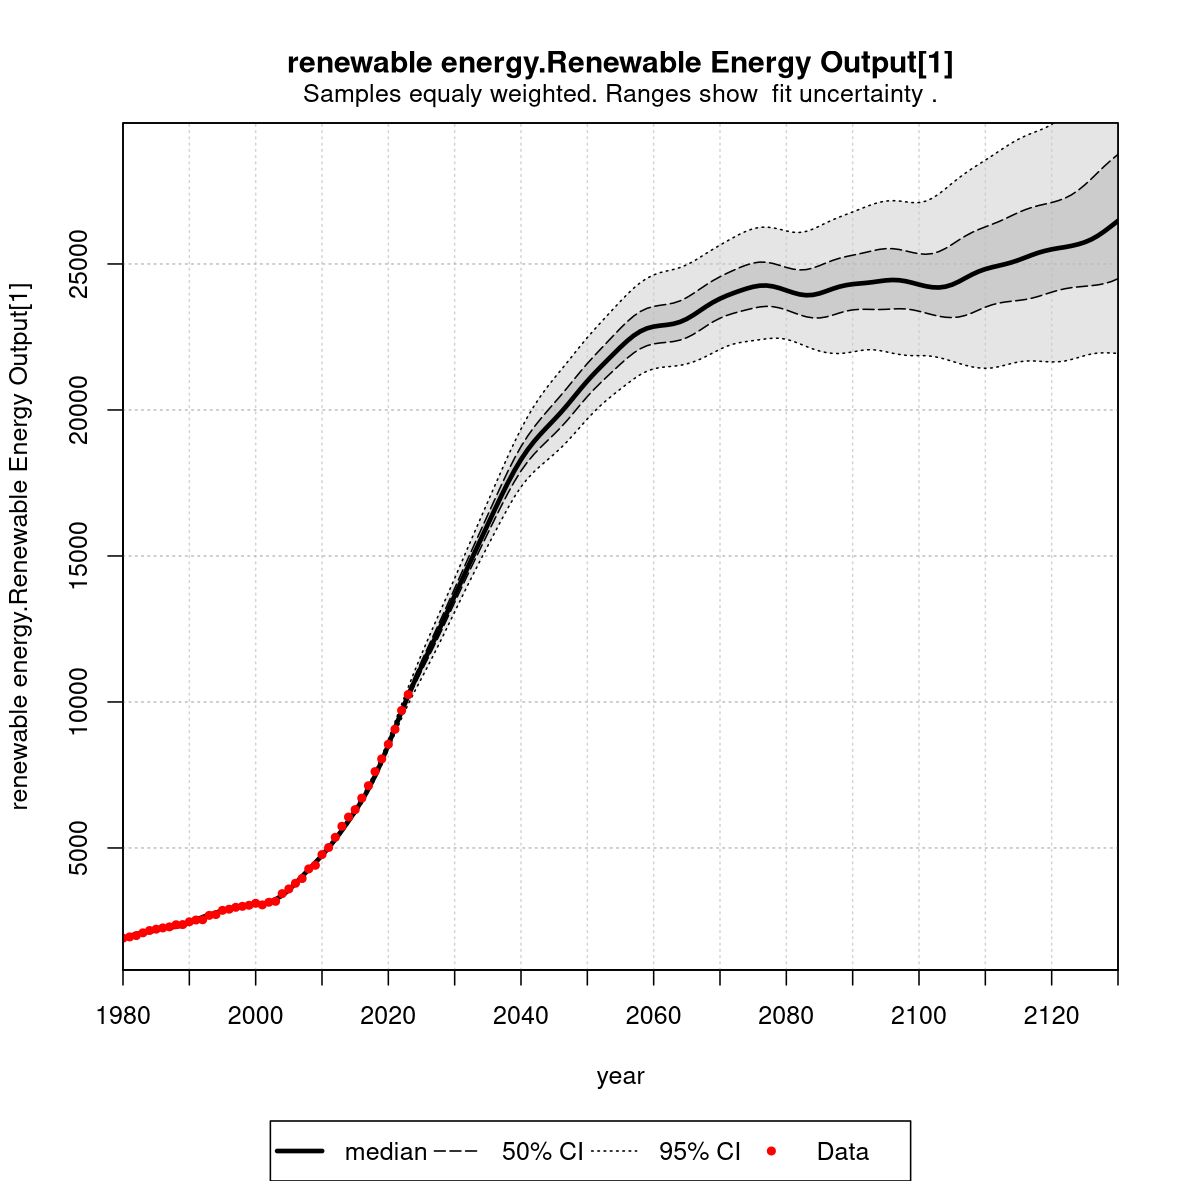 renewable energy.Renewable Energy Output[1]
Samples equaly weighted. Ranges show  fit uncertainty .
renewable energy.Renewable Energy Output[1]
25000
20000
15000
10000
5000
1980 2000 2020 2040 2060 2080 2100 2120
year
median 50% CI 95% CI Data